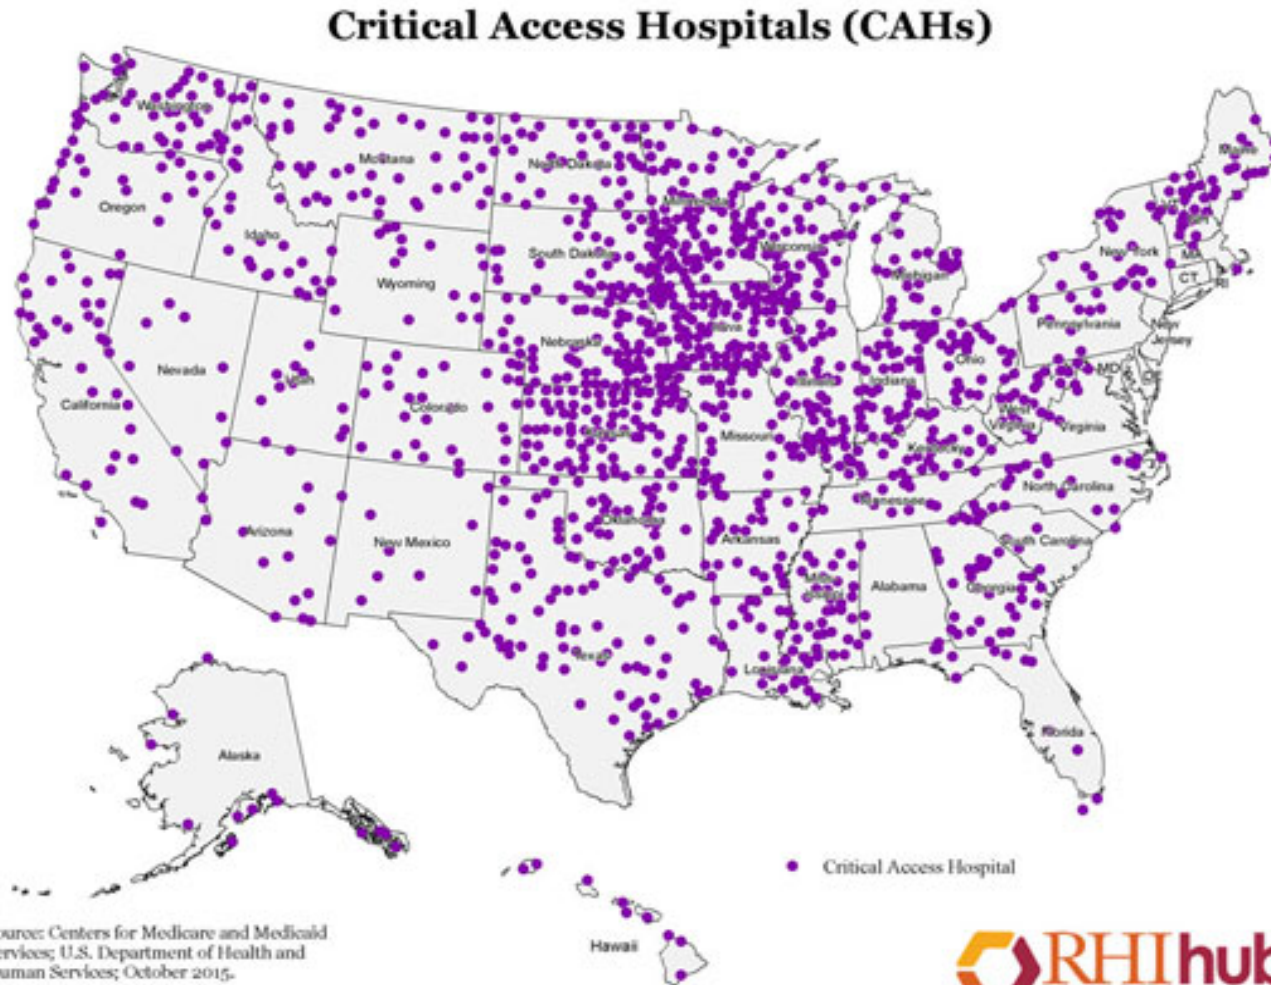 Critical Access Hospitals (CAHs)
Washington
Montana
North Dakota
Minnesota
Maine
Oregon
Idaho
South Dakota
Wisconsin
VT
NH
New York
MA
CT
RI
Wyoming
Michigan
Nebraska
Iowa
Pennsylvania
New
Jersey
Nevada
Utah
Colorado
Illinois
Indiana
Ohio
MD
DE
California
Kansas
Missouri
West
Virginia
Virginia
Kentucky
Arizona
New Mexico
Oklahoma
Arkansas
Tennessee
North Carolina
South Carolina
Alabama
Georgia
Texas
Louisiana
Florida
Alaska
Hawaii
Critical Access Hospital
ource: Centers for Medicare and Medicaid
ervices; U.S. Department of Health and
uman Services; October 2015.
RHIhub